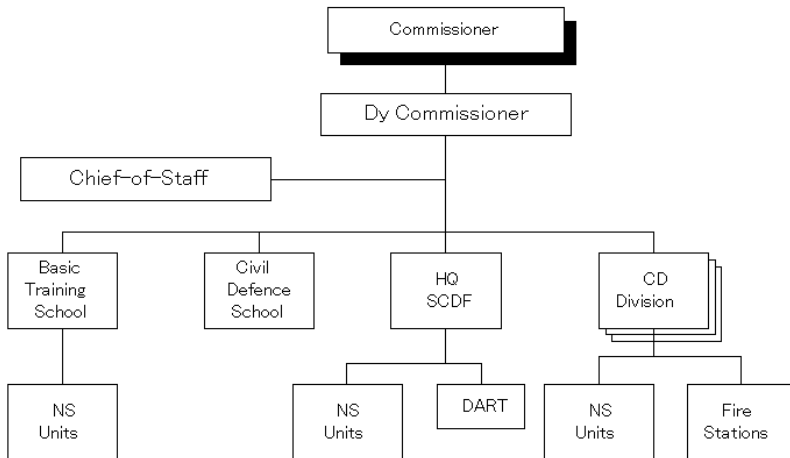 Commissioner
Dy Commissioner
Chief-of-Staff
Basic
Training
School
Civil
Defence
School
HQ
SCDF
CD
Division
NS
Units
NS
Units
DART
NS
Units
Fire
Stations